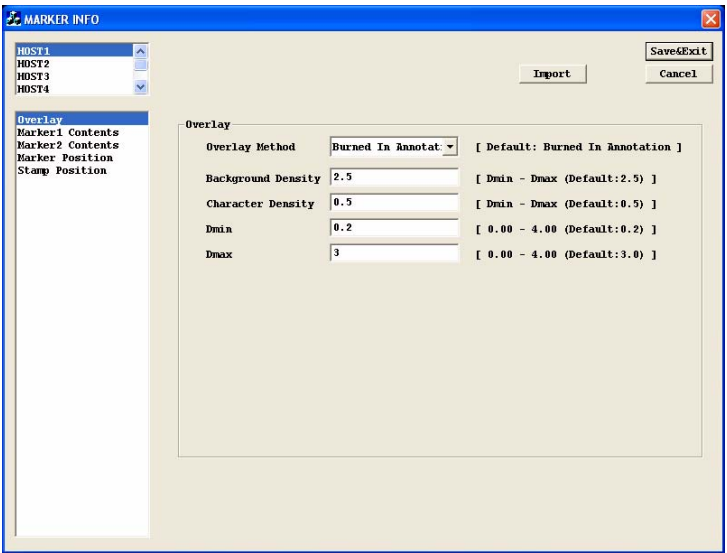 MARKER INFO
HOST1
HOST2
HOST3
HOST4
Save&Exit
Import
Cancel
Overlay
Marker1 Contents
Marker2 Contents
Marker Position
Stamp Position
Overlay
Overlay Method Burned In Annotat [ Default: Burned In Annotation ]
Background Density 2.5 [ Dmin - Dmax (Default:2.5) ]
Character Density 0.5 [ Dmin - Dmax (Default:0.5) ]
Dmin 0.2 [ 0.00 - 4.00 (Default:0.2) ]
Dmax 3 [ 0.00 - 4.00 (Default:3.0) ]